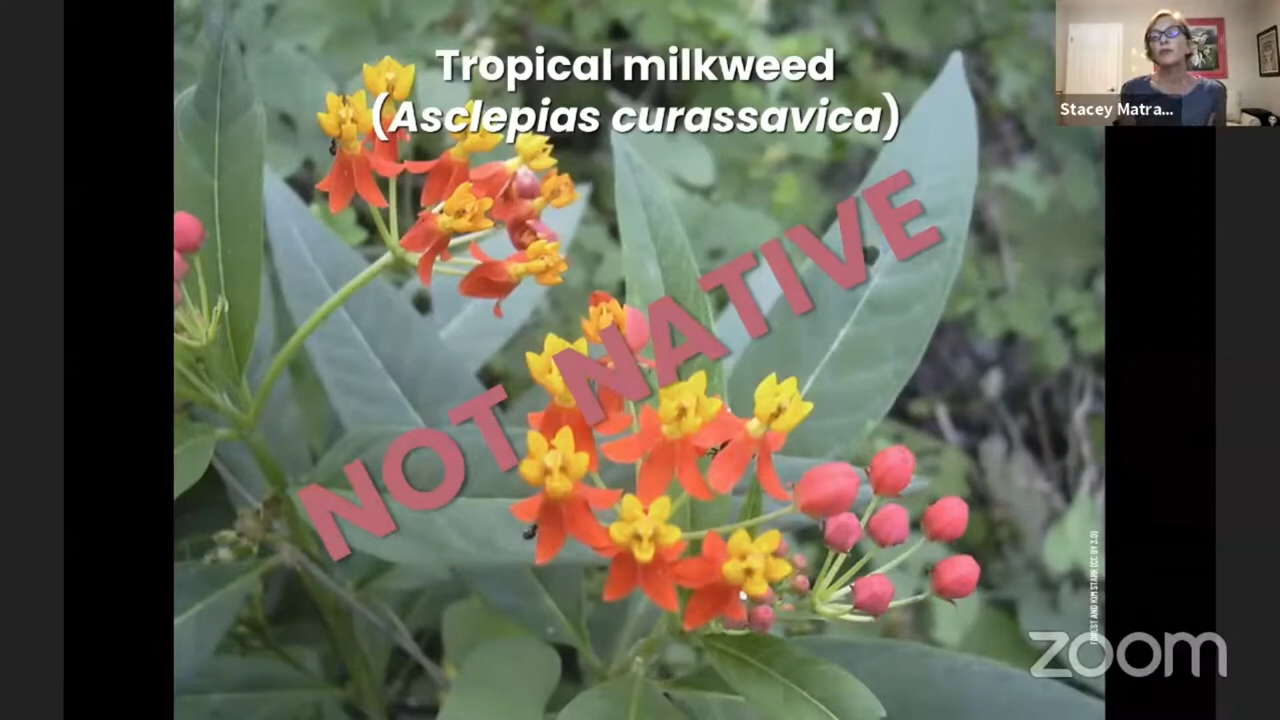 Tropical milkweed
(Asclepias curassavica)
Stacey Matra...
NOT NATIVE
zoom